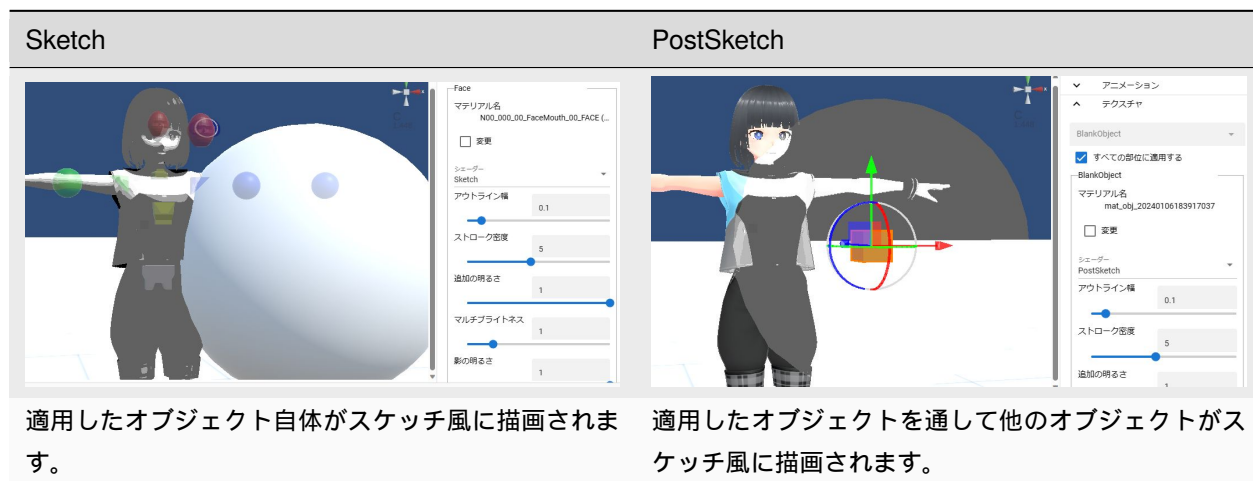 Sketch
PostSketch
Face
マテリアル名
N00_000_00_FaceMouth_00_FACE (...
変更
シェーダー
Sketch
アウトライン幅
0.1
ストローク密度
5
追加の明るさ
1
マルチブライトネス
1
影の明るさ
1
アニメーション
テクスチャ
BlankObject
すべての部位に適用する
BlankObject
マテリアル名
mat_obj_20240106183917037
変更
シェーダー
PostSketch
アウトライン幅
0.1
ストローク密度
5
追加の明るさ
1
適用したオブジェクト自体がスケッチ風に描画されま
す。
適用したオブジェクトを通して他のオブジェクトがス
ケッチ風に描画されます。